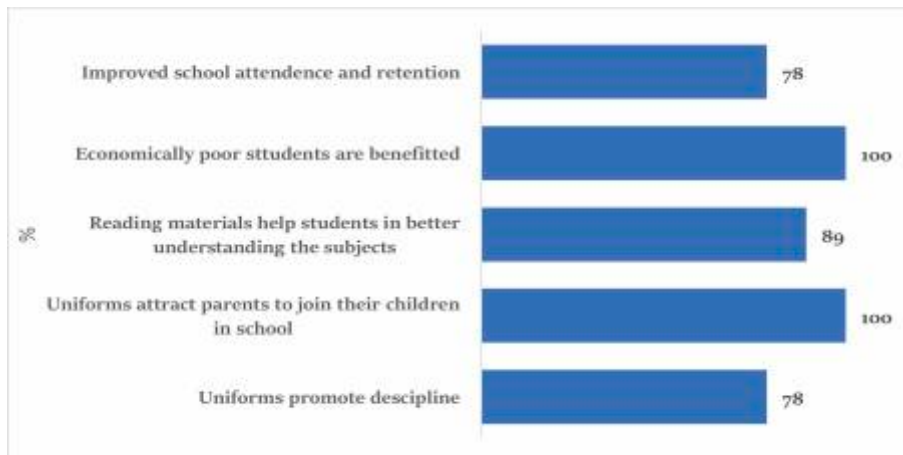 Improved school attendence and retention
78
Economically poor sttudents are benefitted
100
%
Reading materials help students in better
understanding the subjects
89
Uniforms attract parents to join their children
in school
100
Uniforms promote descipline
78